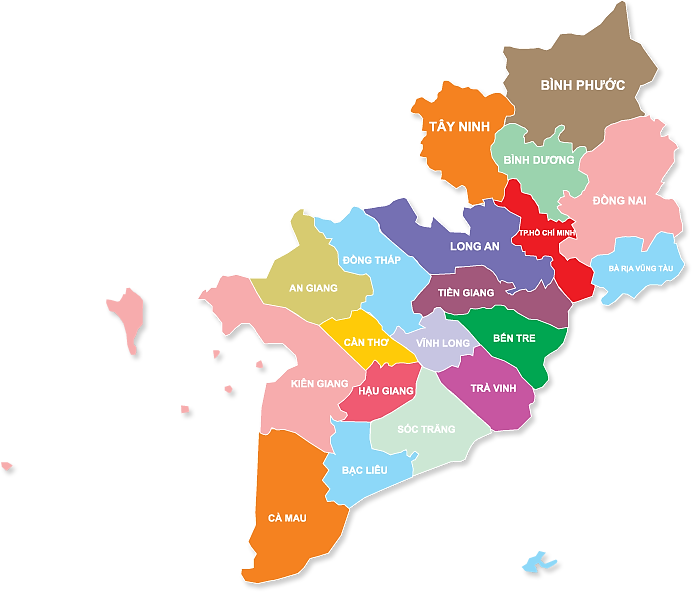 BÌNH PHƯỚC
TÂY NINH
BÌNH DƯƠNG
ĐỒNG NAI
TP.HỒ CHÍ MINH
LONG AN
BÀ RỊA VŨNG TÀU
ĐỒNG THÁP
AN GIANG
TIỀN GIANG
CẦN THƠ
VĨNH LONG
BẾN TRE
KIÊN GIANG
HẬU GIANG
TRÀ VINH
SÓC TRĂNG
BẠC LIÊU
CÀ MAU